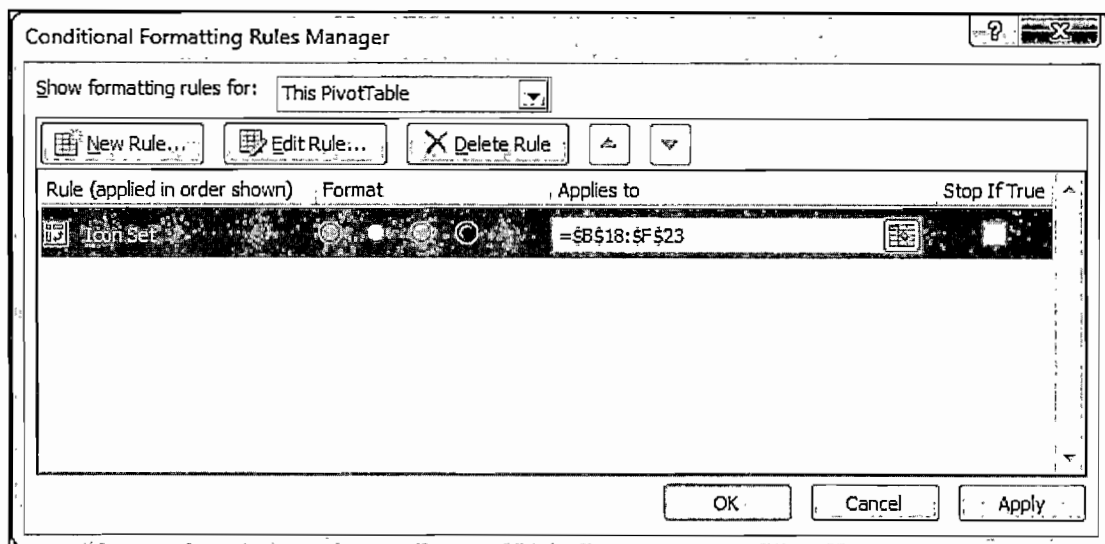 Conditional Formatting Rules Manager
Show formatting rules for: This PivotTable
New Rule... Edit Rule... Delete Rule
Rule (applied in order shown) Format Applies to Stop If True
Icon Set =$B$18:$F$23
OK Cancel Apply